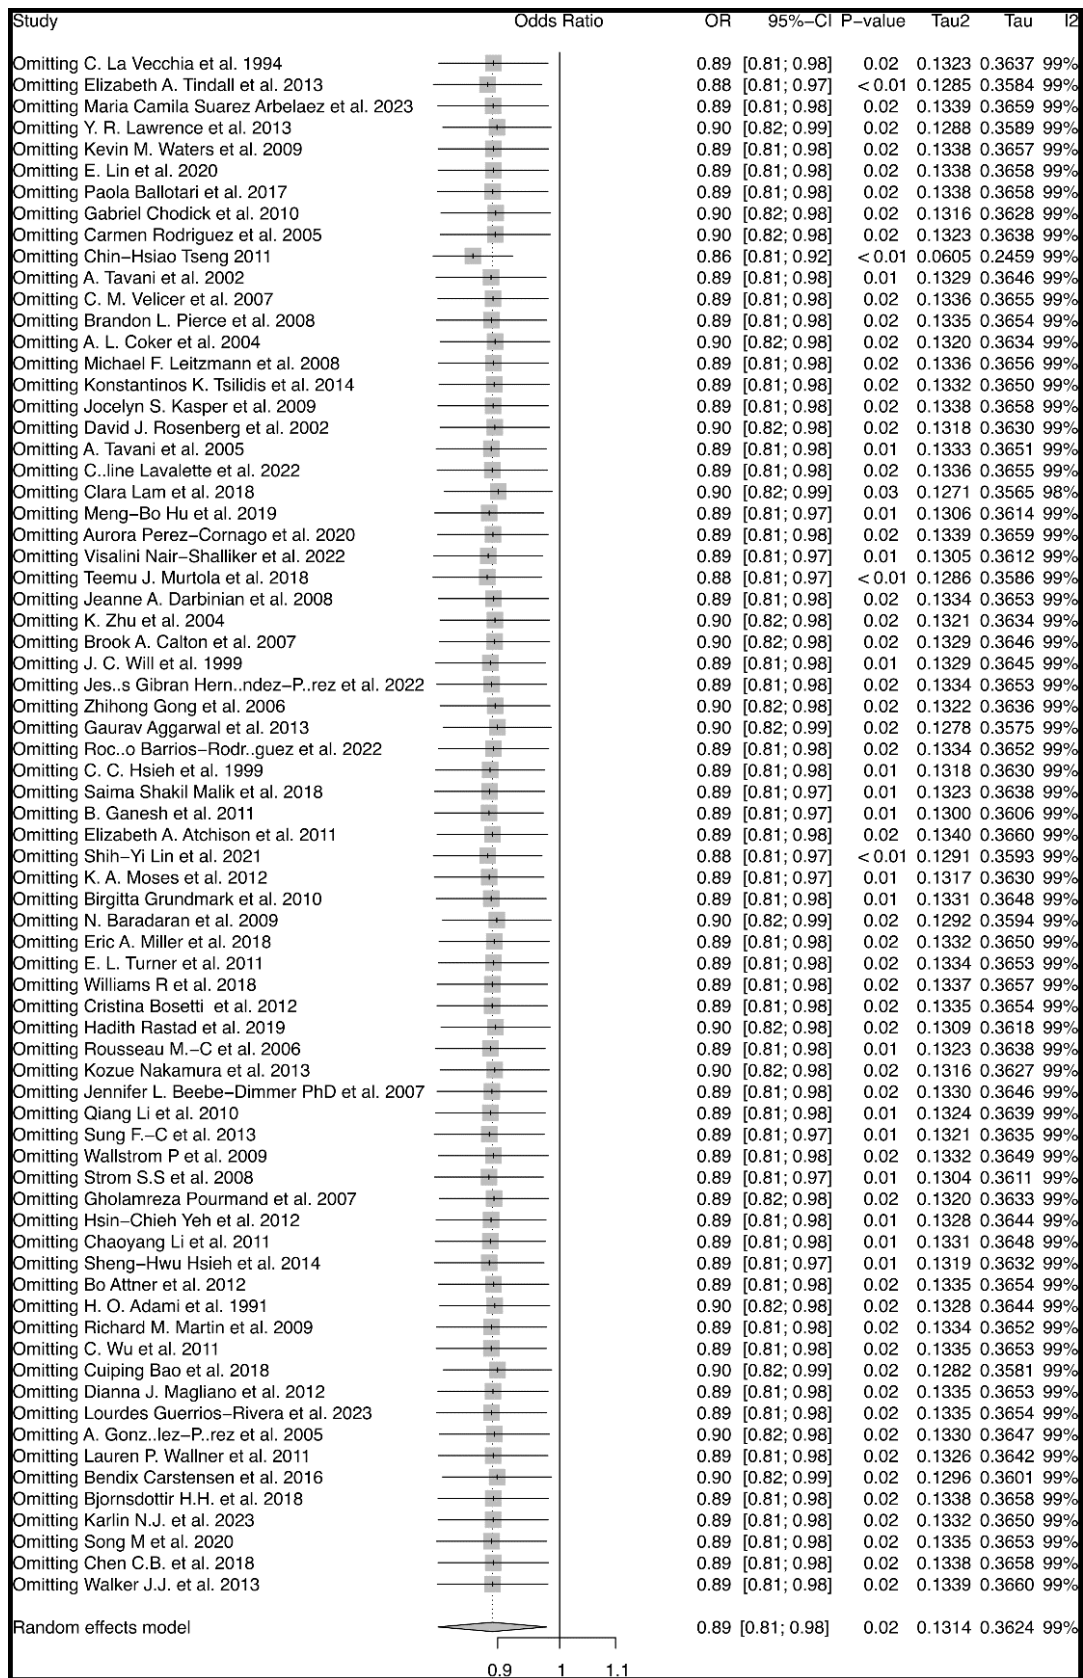 Study Odds Ratio OR 95%−CI P−value Tau2 Tau I2
Omitting C. La Vecchia et al. 1994 0.89 [0.81; 0.98] 0.02 0.1323 0.3637 99%
Omitting Elizabeth A. Tindall et al. 2013 0.88 [0.81; 0.97] < 0.01 0.1285 0.3584 99%
Omitting Maria Camila Suarez Arbelaez et al. 2023 0.89 [0.81; 0.98] 0.02 0.1339 0.3659 99%
Omitting Y. R. Lawrence et al. 2013 0.90 [0.82; 0.99] 0.02 0.1288 0.3589 99%
Omitting Kevin M. Waters et al. 2009 0.89 [0.81; 0.98] 0.02 0.1338 0.3657 99%
Omitting E. Lin et al. 2020 0.89 [0.81; 0.98] 0.02 0.1338 0.3658 99%
Omitting Paola Ballotari et al. 2017 0.89 [0.81; 0.98] 0.02 0.1338 0.3658 99%
Omitting Gabriel Chodick et al. 2010 0.90 [0.82; 0.98] 0.02 0.1316 0.3628 99%
Omitting Carmen Rodriguez et al. 2005 0.90 [0.82; 0.98] 0.02 0.1323 0.3638 99%
Omitting Chin−Hsiao Tseng 2011 0.86 [0.81; 0.92] < 0.01 0.0605 0.2459 99%
Omitting A. Tavani et al. 2002 0.89 [0.81; 0.98] 0.01 0.1329 0.3646 99%
Omitting C. M. Velicer et al. 2007 0.89 [0.81; 0.98] 0.02 0.1336 0.3655 99%
Omitting Brandon L. Pierce et al. 2008 0.89 [0.81; 0.98] 0.02 0.1335 0.3654 99%
Omitting A. L. Coker et al. 2004 0.90 [0.82; 0.98] 0.02 0.1320 0.3634 99%
Omitting Michael F. Leitzmann et al. 2008 0.89 [0.81; 0.98] 0.02 0.1336 0.3656 99%
Omitting Konstantinos K. Tsilidis et al. 2014 0.89 [0.81; 0.98] 0.02 0.1332 0.3650 99%
Omitting Jocelyn S. Kasper et al. 2009 0.89 [0.81; 0.98] 0.02 0.1338 0.3658 99%
Omitting David J. Rosenberg et al. 2002 0.90 [0.82; 0.98] 0.02 0.1318 0.3630 99%
Omitting A. Tavani et al. 2005 0.89 [0.81; 0.98] 0.01 0.1333 0.3651 99%
Omitting C..line Lavalette et al. 2022 0.89 [0.81; 0.98] 0.02 0.1336 0.3655 99%
Omitting Clara Lam et al. 2018 0.90 [0.82; 0.99] 0.03 0.1271 0.3565 98%
Omitting Meng−Bo Hu et al. 2019 0.89 [0.81; 0.97] 0.01 0.1306 0.3614 99%
Omitting Aurora Perez−Cornago et al. 2020 0.89 [0.81; 0.98] 0.02 0.1339 0.3659 99%
Omitting Visalini Nair−Shalliker et al. 2022 0.89 [0.81; 0.97] 0.01 0.1305 0.3612 99%
Omitting Teemu J. Murtola et al. 2018 0.88 [0.81; 0.97] < 0.01 0.1286 0.3586 99%
Omitting Jeanne A. Darbinian et al. 2008 0.89 [0.81; 0.98] 0.02 0.1334 0.3653 99%
Omitting K. Zhu et al. 2004 0.90 [0.82; 0.98] 0.02 0.1321 0.3634 99%
Omitting Brook A. Calton et al. 2007 0.90 [0.82; 0.98] 0.02 0.1329 0.3646 99%
Omitting J. C. Will et al. 1999 0.89 [0.81; 0.98] 0.01 0.1329 0.3645 99%
Omitting Jes..s Gibran Hern..ndez−P..rez et al. 2022 0.89 [0.81; 0.98] 0.02 0.1334 0.3653 99%
Omitting Zhihong Gong et al. 2006 0.90 [0.82; 0.98] 0.02 0.1322 0.3636 99%
Omitting Gaurav Aggarwal et al. 2013 0.90 [0.82; 0.99] 0.02 0.1278 0.3575 99%
Omitting Roc..o Barrios−Rodr..guez et al. 2022 0.89 [0.81; 0.98] 0.02 0.1334 0.3652 99%
Omitting C. C. Hsieh et al. 1999 0.89 [0.81; 0.98] 0.01 0.1318 0.3630 99%
Omitting Saima Shakil Malik et al. 2018 0.89 [0.81; 0.98] 0.01 0.1323 0.3638 99%
Omitting B. Ganesh et al. 2011 0.89 [0.81; 0.97] 0.01 0.1300 0.3606 99%
Omitting Elizabeth A. Atchison et al. 2011 0.89 [0.81; 0.98] 0.02 0.1340 0.3660 99%
Omitting Shih−Yi Lin et al. 2021 0.88 [0.81; 0.97] < 0.01 0.1291 0.3593 99%
Omitting K. A. Moses et al. 2012 0.89 [0.81; 0.97] 0.01 0.1317 0.3630 99%
Omitting Birgitta Grundmark et al. 2010 0.89 [0.81; 0.98] 0.01 0.1331 0.3648 99%
Omitting N. Baradaran et al. 2009 0.90 [0.82; 0.99] 0.02 0.1292 0.3594 99%
Omitting Eric A. Miller et al. 2018 0.89 [0.81; 0.98] 0.02 0.1332 0.3650 99%
Omitting E. L. Turner et al. 2011 0.89 [0.81; 0.98] 0.02 0.1334 0.3653 99%
Omitting Williams R et al. 2018 0.89 [0.81; 0.98] 0.02 0.1337 0.3657 99%
Omitting Cristina Bosetti et al. 2012 0.89 [0.81; 0.98] 0.02 0.1335 0.3654 99%
Omitting Hadith Rastad et al. 2019 0.90 [0.82; 0.98] 0.02 0.1309 0.3618 99%
Omitting Rousseau M.−C et al. 2006 0.89 [0.81; 0.98] 0.01 0.1323 0.3638 99%
Omitting Kozue Nakamura et al. 2013 0.90 [0.82; 0.98] 0.02 0.1316 0.3627 99%
Omitting Jennifer L. Beebe−Dimmer PhD et al. 2007 0.89 [0.81; 0.98] 0.02 0.1330 0.3646 99%
Omitting Qiang Li et al. 2010 0.89 [0.81; 0.98] 0.01 0.1324 0.3639 99%
Omitting Sung F.−C et al. 2013 0.89 [0.81; 0.97] 0.01 0.1321 0.3635 99%
Omitting Wallstrom P et al. 2009 0.89 [0.81; 0.98] 0.02 0.1332 0.3649 99%
Omitting Strom S.S et al. 2008 0.89 [0.81; 0.97] 0.01 0.1304 0.3611 99%
Omitting Gholamreza Pourmand et al. 2007 0.89 [0.82; 0.98] 0.02 0.1320 0.3633 99%
Omitting Hsin−Chieh Yeh et al. 2012 0.89 [0.81; 0.98] 0.01 0.1328 0.3644 99%
Omitting Chaoyang Li et al. 2011 0.89 [0.81; 0.98] 0.01 0.1331 0.3648 99%
Omitting Sheng−Hwu Hsieh et al. 2014 0.89 [0.81; 0.97] 0.01 0.1319 0.3632 99%
Omitting Bo Attner et al. 2012 0.89 [0.81; 0.98] 0.02 0.1335 0.3654 99%
Omitting H. O. Adami et al. 1991 0.90 [0.82; 0.98] 0.02 0.1328 0.3644 99%
Omitting Richard M. Martin et al. 2009 0.89 [0.81; 0.98] 0.02 0.1334 0.3652 99%
Omitting C. Wu et al. 2011 0.89 [0.81; 0.98] 0.02 0.1335 0.3653 99%
Omitting Cuiping Bao et al. 2018 0.90 [0.82; 0.99] 0.02 0.1282 0.3581 99%
Omitting Dianna J. Magliano et al. 2012 0.89 [0.81; 0.98] 0.02 0.1335 0.3653 99%
Omitting Lourdes Guerrios−Rivera et al. 2023 0.89 [0.81; 0.98] 0.02 0.1335 0.3654 99%
Omitting A. Gonz..lez−P..rez et al. 2005 0.90 [0.82; 0.98] 0.02 0.1330 0.3647 99%
Omitting Lauren P. Wallner et al. 2011 0.89 [0.81; 0.98] 0.02 0.1326 0.3642 99%
Omitting Bendix Carstensen et al. 2016 0.90 [0.82; 0.99] 0.02 0.1296 0.3601 99%
Omitting Bjornsdottir H.H. et al. 2018 0.89 [0.81; 0.98] 0.02 0.1338 0.3658 99%
Omitting Karlin N.J. et al. 2023 0.89 [0.81; 0.98] 0.02 0.1332 0.3650 99%
Omitting Song M et al. 2020 0.89 [0.81; 0.98] 0.02 0.1335 0.3653 99%
Omitting Chen C.B. et al. 2018 0.89 [0.81; 0.98] 0.02 0.1338 0.3658 99%
Omitting Walker J.J. et al. 2013 0.89 [0.81; 0.98] 0.02 0.1339 0.3660 99%
Random effects model 0.89 [0.81; 0.98] 0.02 0.1314 0.3624 99%
0.9 1 1.1